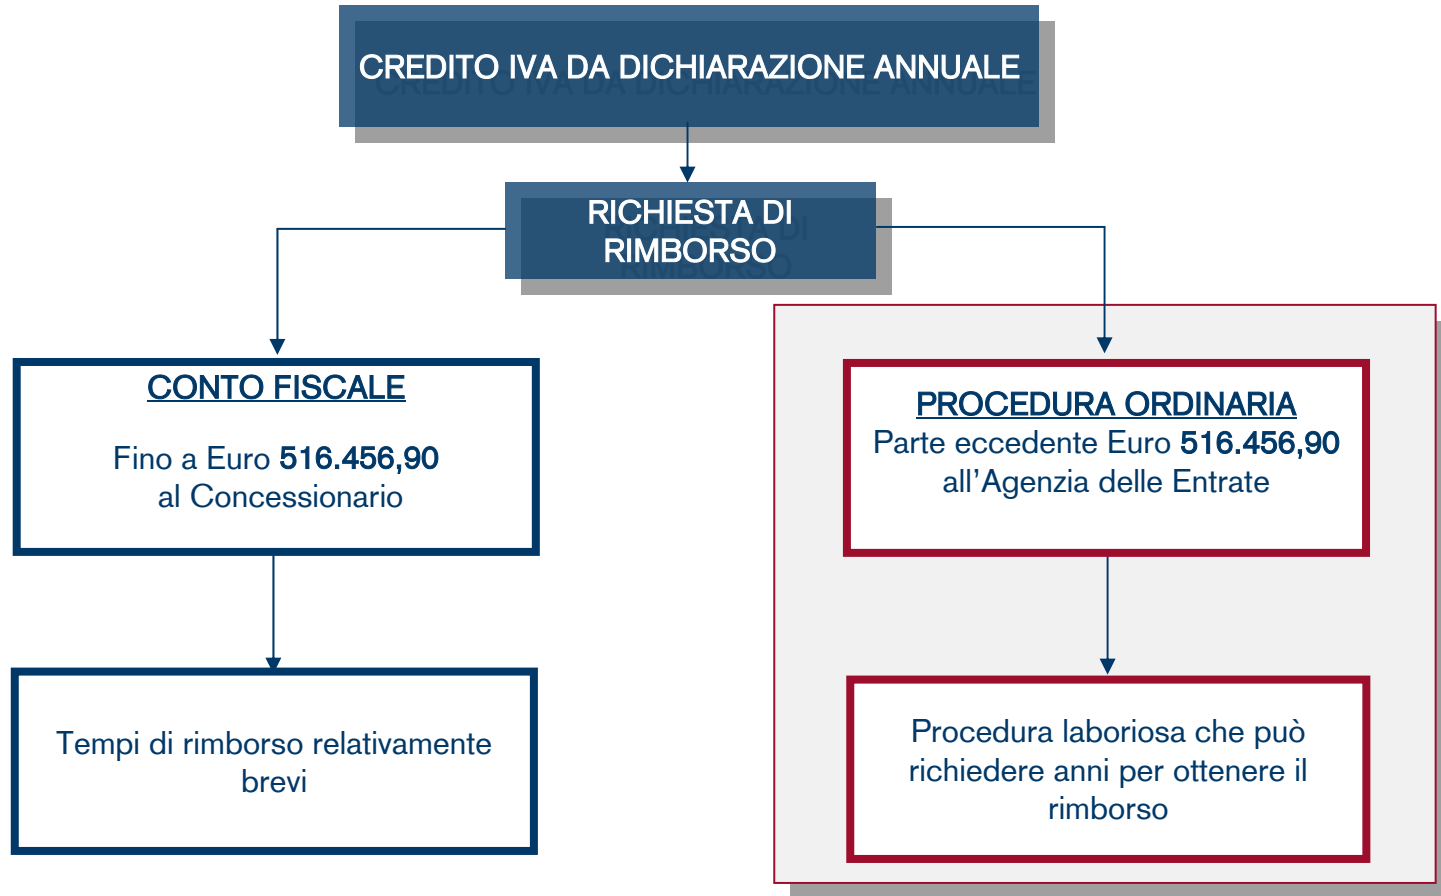 CREDITO IVA DA DICHIARAZIONE ANNUALE
RICHIESTA DI
RIMBORSO
CONTO FISCALE
Fino a Euro 516.456,90
al Concessionario
PROCEDURA ORDINARIA
Parte eccedente Euro 516.456,90
all’Agenzia delle Entrate
Tempi di rimborso relativamente
brevi
Procedura laboriosa che può
richiedere anni per ottenere il
rimborso